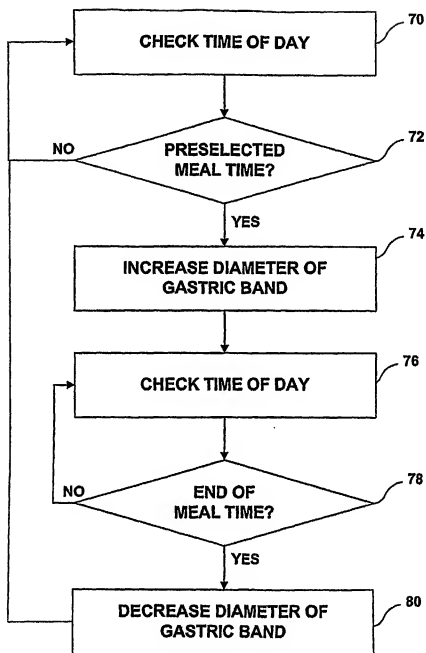 CHECK TIME OF DAY
70
PRESELECTED
MEAL TIME?
72
NO
YES
INCREASE DIAMETER OF
GASTRIC BAND
74
CHECK TIME OF DAY
76
END OF
MEAL TIME?
78
NO
YES
DECREASE DIAMETER OF
GASTRIC BAND
80